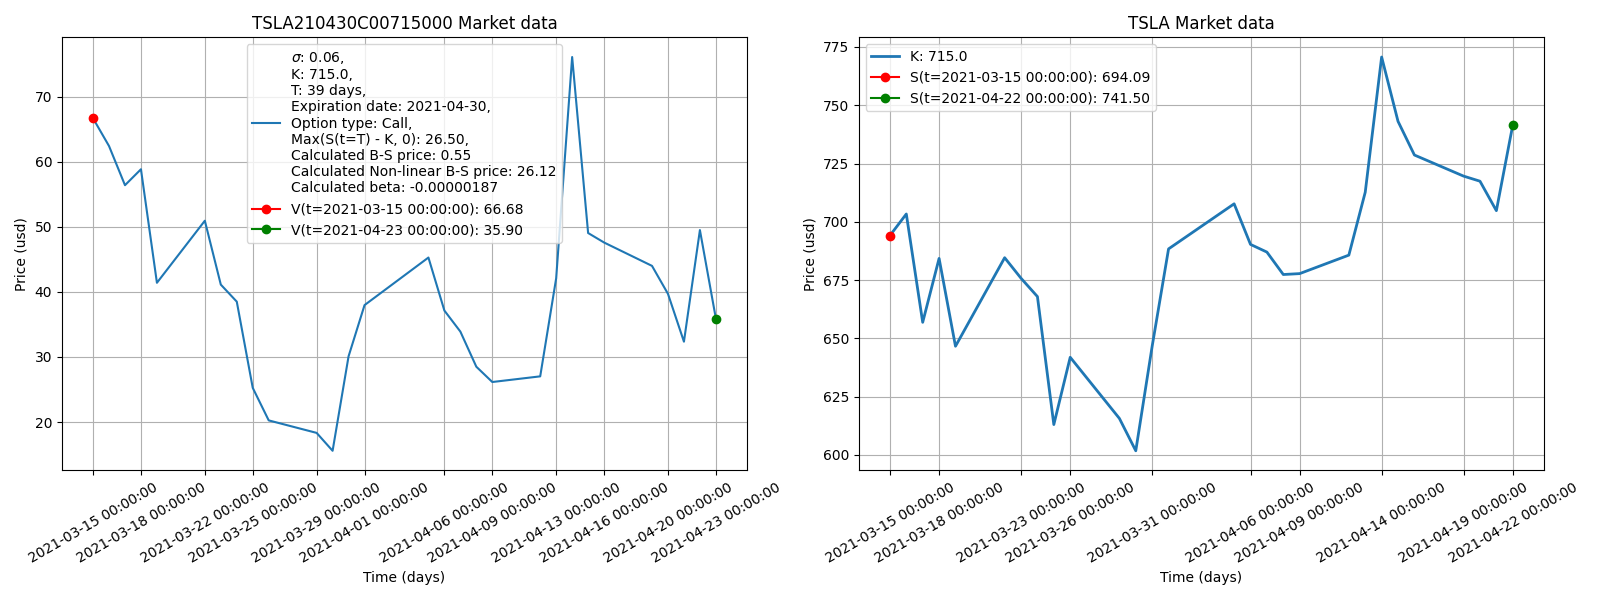 TSLA210430C00715000 Market data
σ: 0.06,
K: 715.0,
T: 39 days,
Expiration date: 2021-04-30,
Option type: Call,
Max(S(t=T) - K, 0): 26.50,
Calculated B-S price: 0.55
Calculated Non-linear B-S price: 26.12
Calculated beta: -0.00000187
V(t=2021-03-15 00:00:00): 66.68
V(t=2021-04-23 00:00:00): 35.90
Price (usd)
70
60
50
40
30
20
2021-03-15 00:00:00
2021-03-18 00:00:00
2021-03-22 00:00:00
2021-03-25 00:00:00
2021-03-29 00:00:00
2021-04-01 00:00:00
2021-04-06 00:00:00
2021-04-09 00:00:00
2021-04-13 00:00:00
2021-04-16 00:00:00
2021-04-20 00:00:00
2021-04-23 00:00:00
Time (days)
TSLA Market data
K: 715.0
S(t=2021-03-15 00:00:00): 694.09
S(t=2021-04-22 00:00:00): 741.50
Price (usd)
775
750
725
700
675
650
625
600
2021-03-15 00:00:00
2021-03-18 00:00:00
2021-03-23 00:00:00
2021-03-26 00:00:00
2021-03-31 00:00:00
2021-04-06 00:00:00
2021-04-09 00:00:00
2021-04-14 00:00:00
2021-04-19 00:00:00
2021-04-22 00:00:00
Time (days)